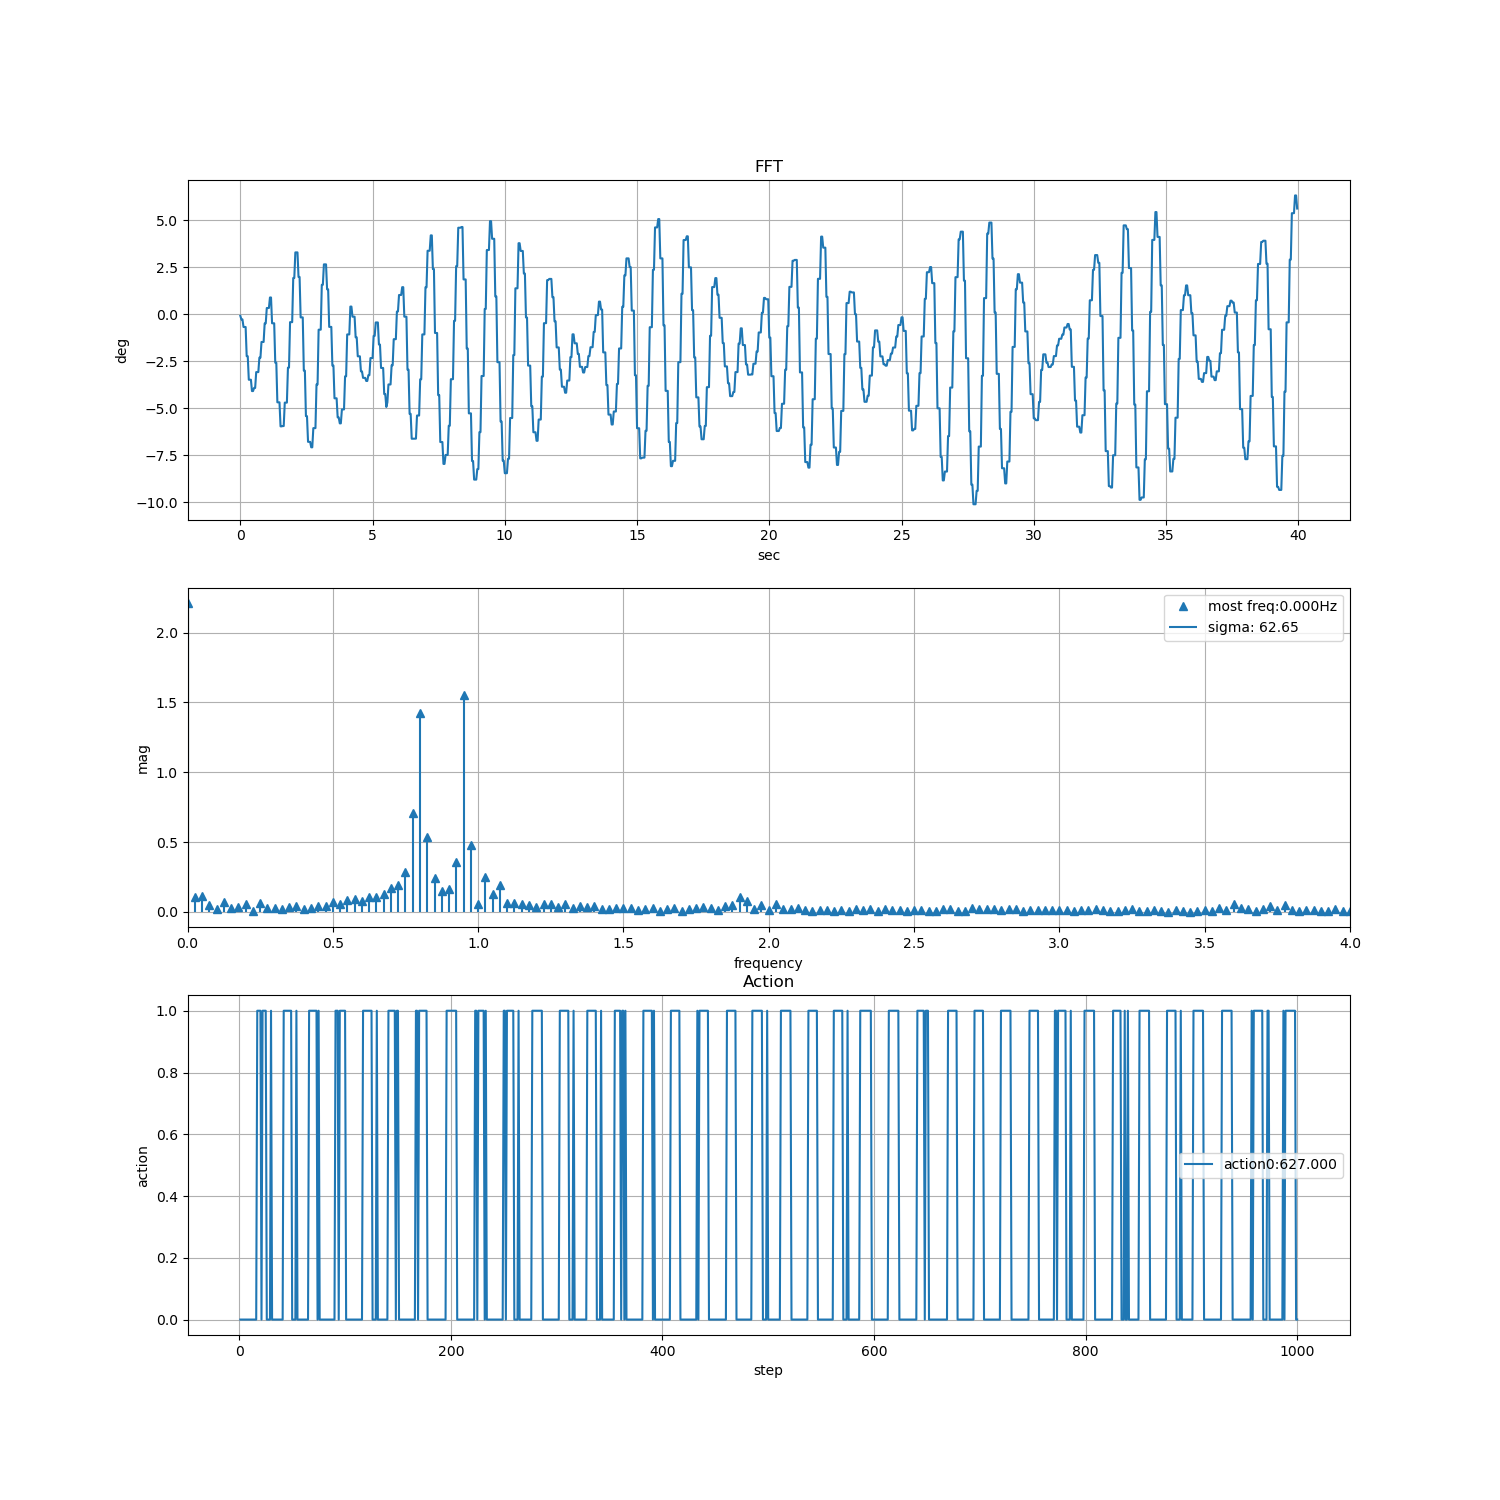 FFT
deg
5.0
2.5
0.0
−2.5
−5.0
−7.5
−10.0
0 5 10 15 20 25 30 35 40
sec
mag
2.0
1.5
1.0
0.5
0.0
most freq:0.000Hz
sigma: 62.65
0.0 0.5 1.0 1.5 2.0 2.5 3.0 3.5 4.0
frequency
Action
action
1.0
0.8
0.6
0.4
0.2
0.0
action0:627.000
0 200 400 600 800 1000
step